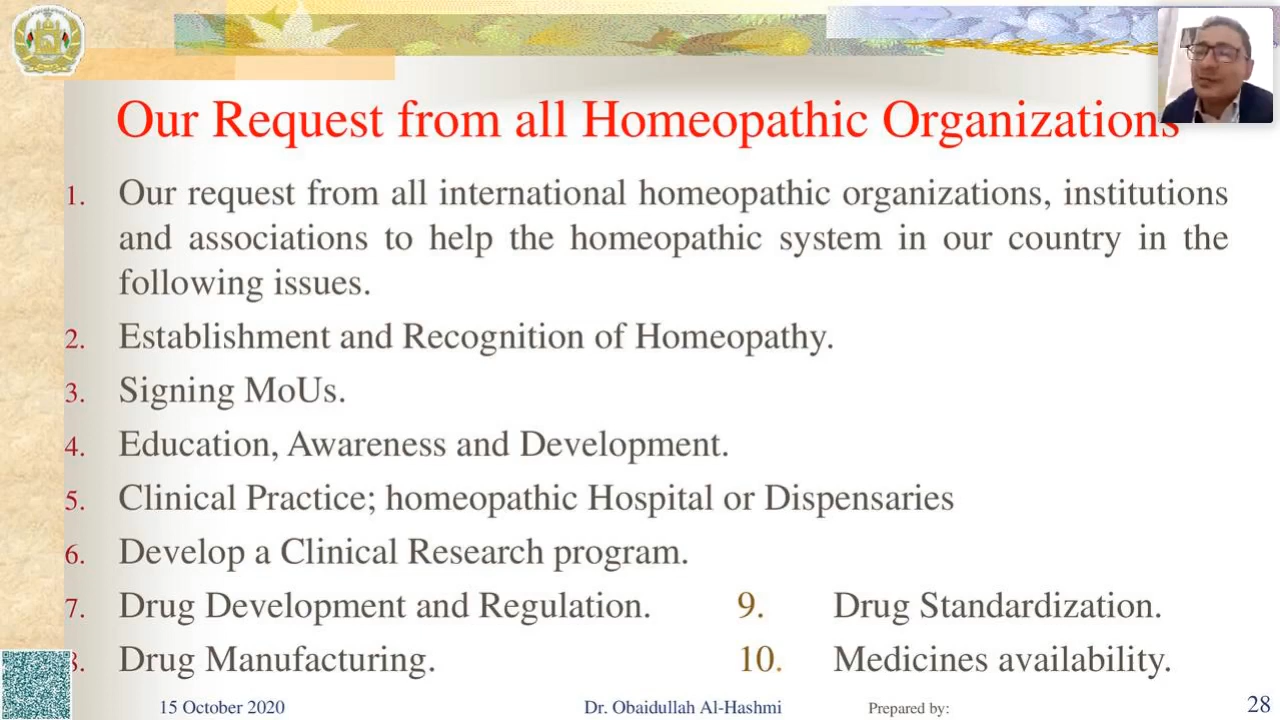 Our Request from all Homeopathic Organizations
1. Our request from all international homeopathic organizations, institutions
and associations to help the homeopathic system in our country in the
following issues.
2. Establishment and Recognition of Homeopathy.
3. Signing MoUs.
4. Education, Awareness and Development.
5. Clinical Practice; homeopathic Hospital or Dispensaries
6. Develop a Clinical Research program.
7. Drug Development and Regulation. 9. Drug Standardization.
8. Drug Manufacturing. 10. Medicines availability.
15 October 2020 Dr. Obaidullah Al-Hashmi Prepared by: 28